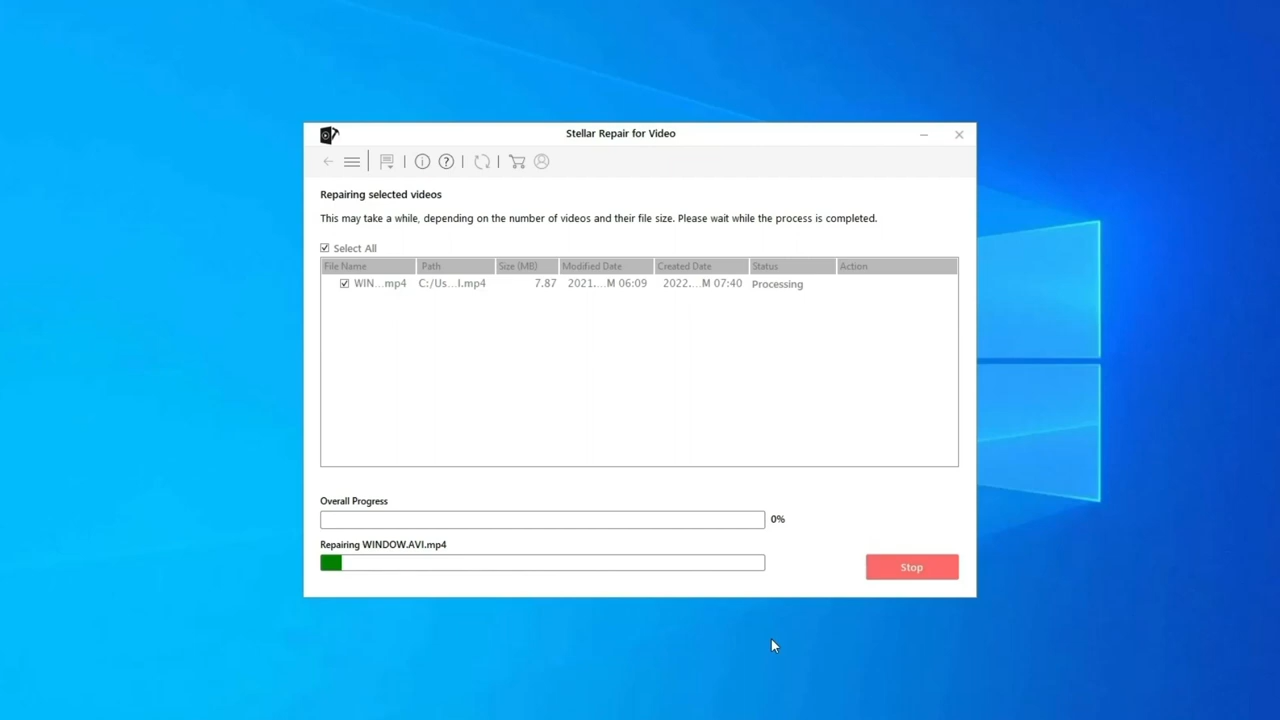 Stellar Repair for Video
Repairing selected videos
This may take a while, depending on the number of videos and their file size. Please wait while the process is completed.
Select All
File Name Path Size (MB) Modified Date Created Date Status Action
WIN...mp4 C:/Us...I.mp4 7.87 2021....M 06:09 2022....M 07:40 Processing
Overall Progress
0%
Repairing WINDOW.AVI.mp4
Stop